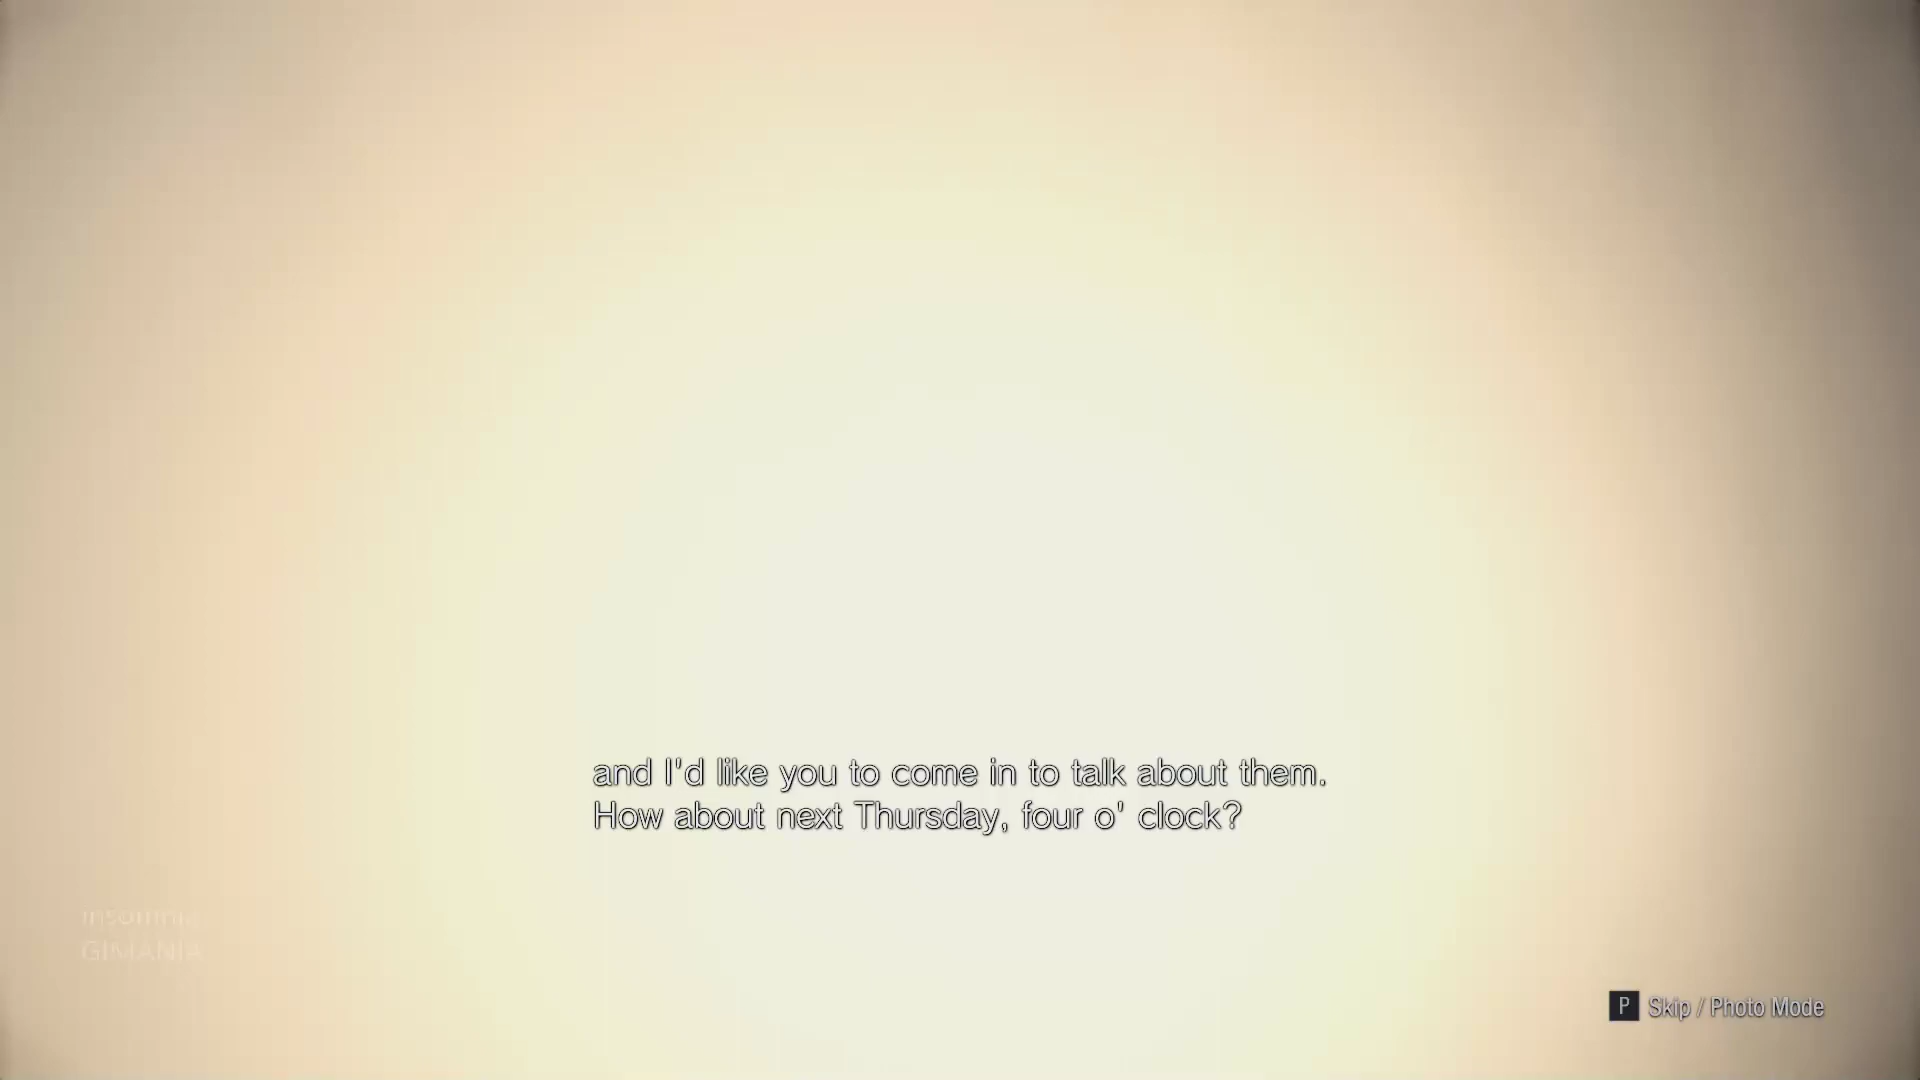 and I'd like you to come in to talk about them.
How about next Thursday, four o' clock?
GIMANIA
P Skip / Photo Mode